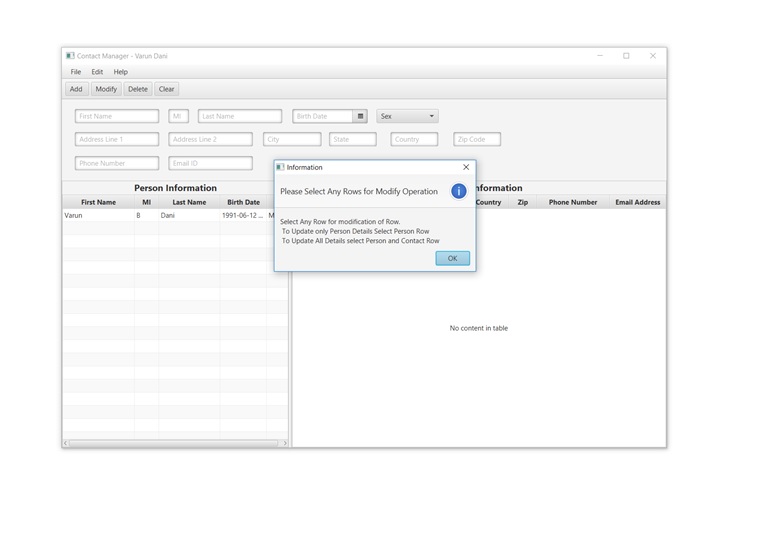 Contact Manager - Varun Dani
File Edit Help
Add Modify Delete Clear
First Name MI Last Name Birth Date Sex
Address Line 1 Address Line 2 City State Country Zip Code
Phone Number Email ID
Information
Please Select Any Rows for Modify Operation
Select Any Row for modification of Row.
To Update only Person Details Select Person Row
To Update All Details select Person and Contact Row
OK
Person Information
First Name MI Last Name Birth Date
Varun B Dani 1991-06-12 ... M
Country Zip Phone Number Email Address
No content in table